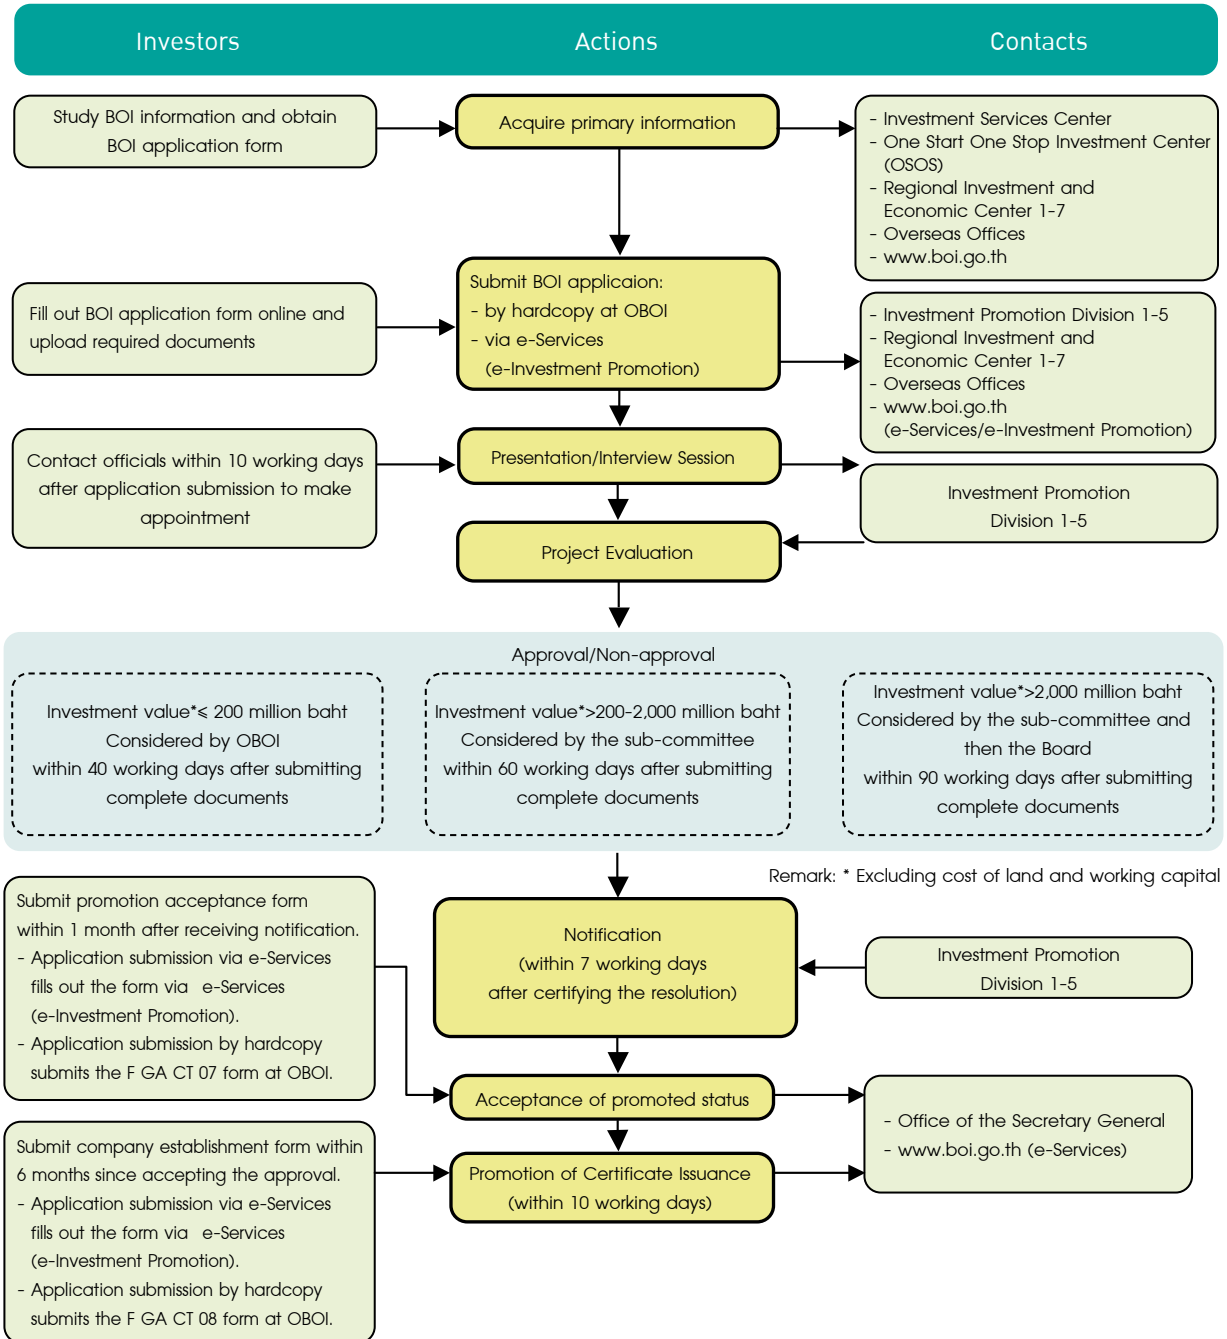 Investors
Actions
Contacts
Study BOI information and obtain
BOI application form
Acquire primary information
- Investment Services Center
- One Start One Stop Investment Center
(OSOS)
- Regional Investment and
Economic Center 1-7
- Overseas Offices
- www.boi.go.th
Fill out BOI application form online and
upload required documents
Submit BOI applicaion:
- by hardcopy at OBOI
- via e-Services
(e-Investment Promotion)
- Investment Promotion Division 1-5
- Regional Investment and
Economic Center 1-7
- Overseas Offices
- www.boi.go.th
(e-Services/e-Investment Promotion)
Contact officials within 10 working days
after application submission to make
appointment
Presentation/Interview Session
Investment Promotion
Division 1-5
Project Evaluation
Approval/Non-approval
Investment value*≤ 200 million baht
Considered by OBOI
within 40 working days after submitting
complete documents
Investment value*>200-2,000 million baht
Considered by the sub-committee
within 60 working days after submitting
complete documents
Investment value*>2,000 million baht
Considered by the sub-committee and
then the Board
within 90 working days after submitting
complete documents
Remark: * Excluding cost of land and working capital
Submit promotion acceptance form
within 1 month after receiving notification.
- Application submission via e-Services
fills out the form via e-Services
(e-Investment Promotion).
- Application submission by hardcopy
submits the F GA CT 07 form at OBOI.
Notification
(within 7 working days
after certifying the resolution)
Investment Promotion
Division 1-5
Acceptance of promoted status
- Office of the Secretary General
- www.boi.go.th (e-Services)
Submit company establishment form within
6 months since accepting the approval.
- Application submission via e-Services
fills out the form via e-Services
(e-Investment Promotion).
- Application submission by hardcopy
submits the F GA CT 08 form at OBOI.
Promotion of Certificate Issuance
(within 10 working days)